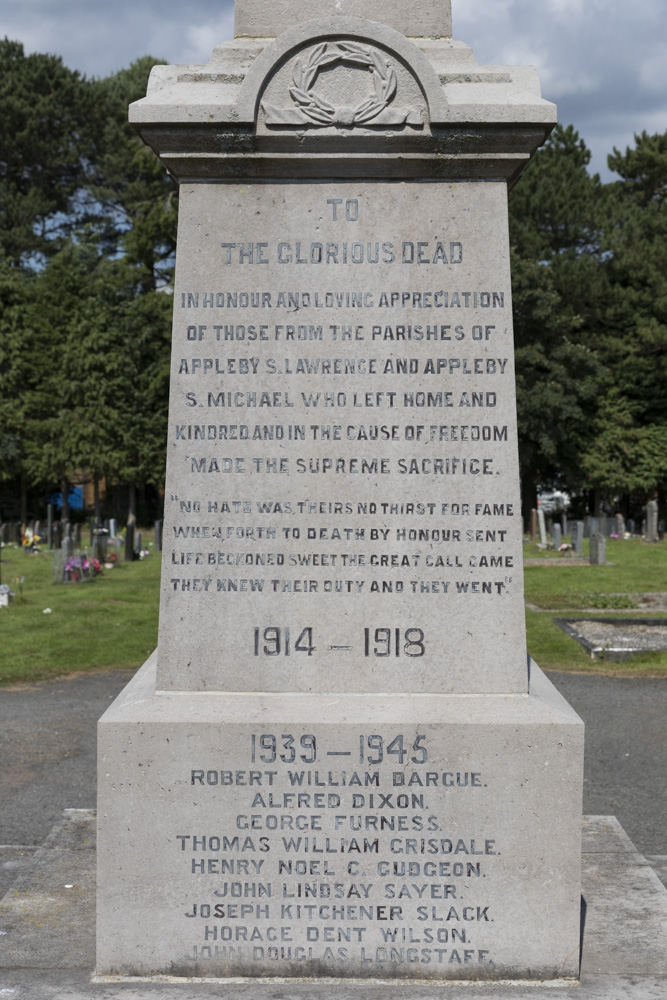 TO
THE GLORIOUS DEAD
IN HONOUR AND LOVING APPRECIATION
OF THOSE FROM THE PARISHES OF
APPLEBY S. LAWRENCE AND APPLEBY
S. MICHAEL WHO LEFT HOME AND
KINDRED, AND IN THE CAUSE OF FREEDOM
MADE THE SUPREME SACRIFICE.
"NO HATE WAS THEIRS NO THIRST FOR FAME
WHEN FORTH TO DEATH BY HONOUR SENT
LIFE BECKONED SWEET THE GREAT CALL CAME
THEY KNEW THEIR DUTY AND THEY WENT."
1914 - 1918
1939 - 1945
ROBERT WILLIAM DARGUE.
ALFRED DIXON.
GEORGE FURNESS.
THOMAS WILLIAM GRISDALE.
HENRY NOEL C. GUDGEON.
JOHN LINDSAY SAYER.
JOSEPH KITCHENER SLACK.
HORACE DENT WILSON.
JOHN DOUGLAS LONGSTAFF.